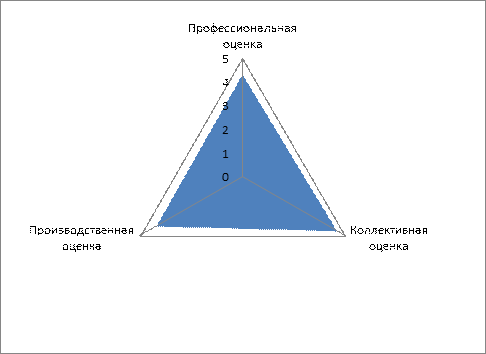 Профессиональная
оценка
5
4
3
2
1
0
Производственная
оценка
Коллективная
оценка